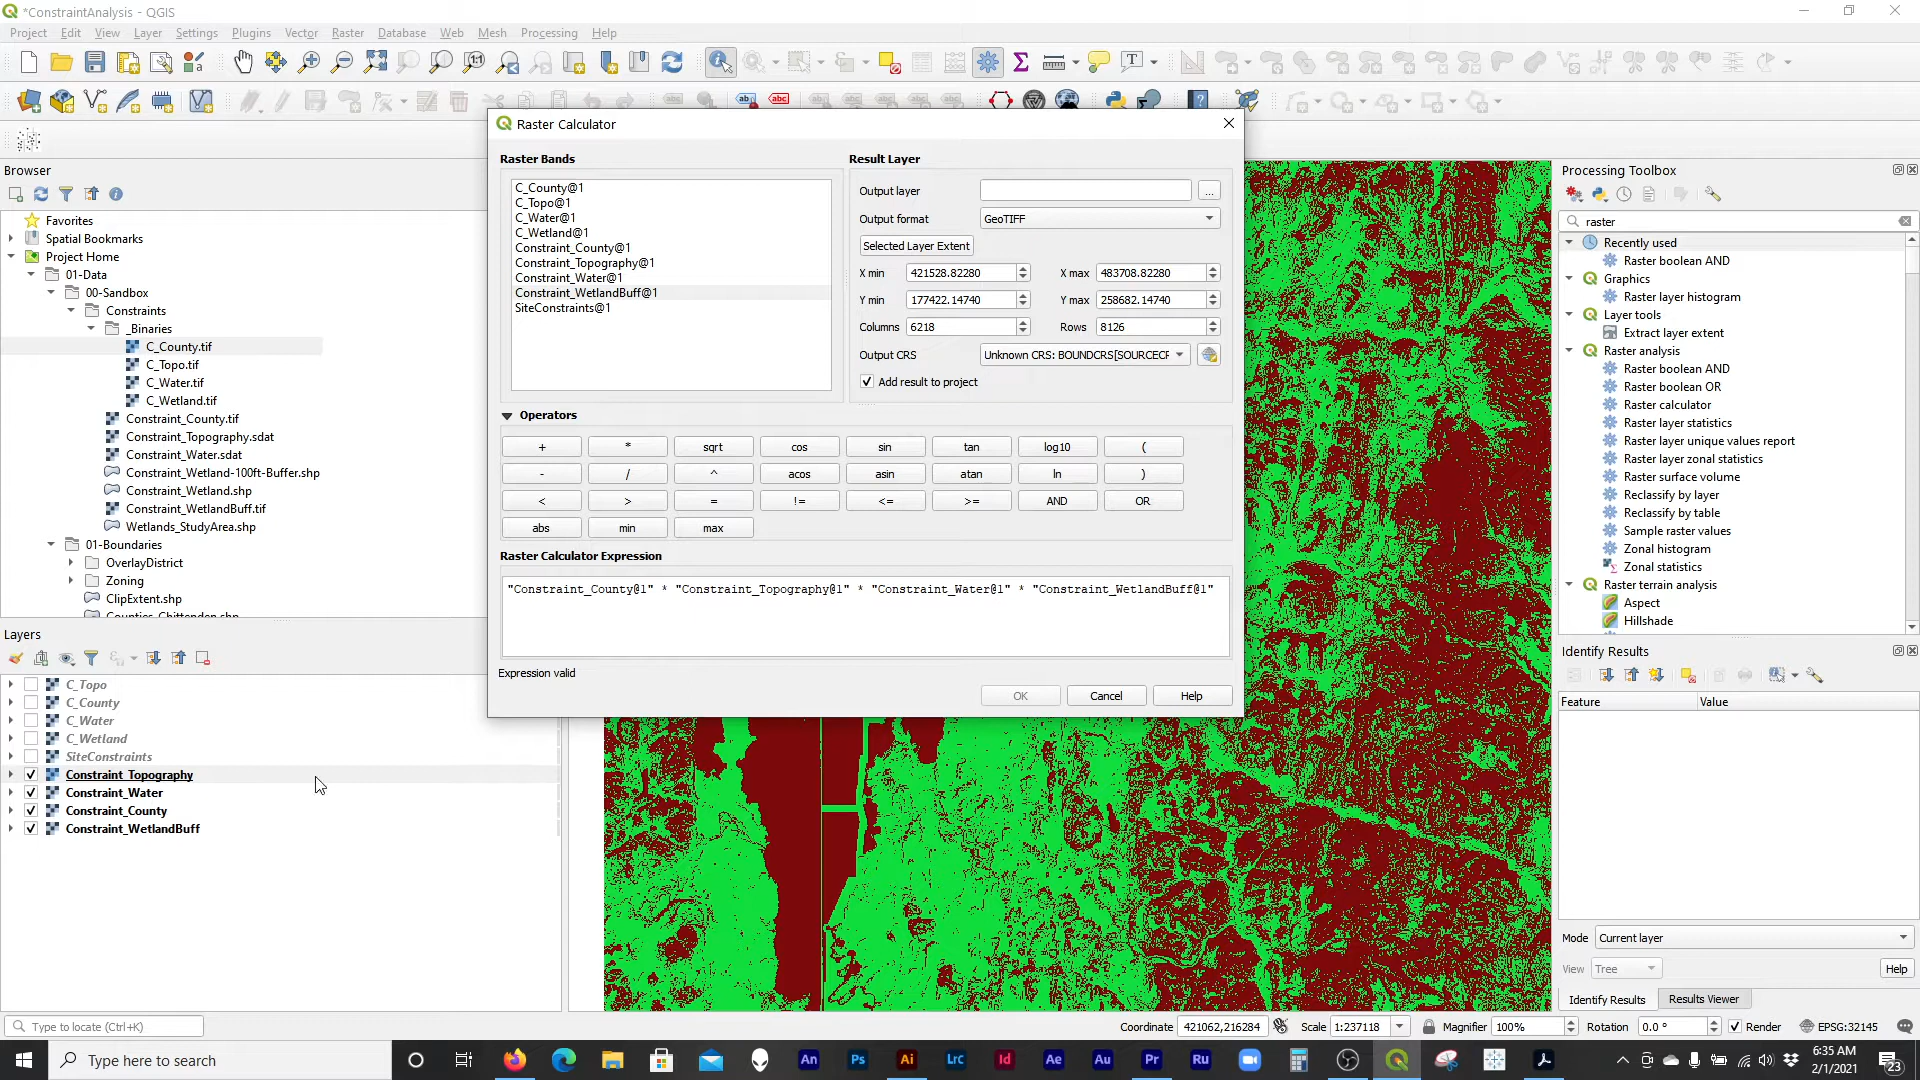 *ConstraintAnalysis - QGIS
Project Edit View Layer Settings Plugins Vector Raster Database Web Mesh Processing Help
Raster Calculator
Raster Bands
C_County@1
C_Topo@1
C_Water@1
C_Wetland@1
Constraint_County@1
Constraint_Topography@1
Constraint_Water@1
Constraint_WetlandBuff@1
SiteConstraints@1
Result Layer
Output layer
...
Output format GeoTIFF
Selected Layer Extent
X min 421528.82280 X max 483708.82280
Y min 177422.14740 Y max 258682.14740
Columns 6218 Rows 8126
Output CRS Unknown CRS: BOUNDCRS[SOURCECF
Add result to project
Operators
+ * sqrt cos sin tan log10 (
- / ^ acos asin atan ln )
< > = != <= >= AND OR
abs min max
Raster Calculator Expression
"Constraint_County@1" * "Constraint_Topography@1" * "Constraint_Water@1" * "Constraint_WetlandBuff@1"
Expression valid
OK Cancel Help
Browser
Favorites
Spatial Bookmarks
Project Home
01-Data
00-Sandbox
Constraints
_Binaries
C_County.tif
C_Topo.tif
C_Water.tif
C_Wetland.tif
Constraint_County.tif
Constraint_Topography.sdat
Constraint_Water.sdat
Constraint_Wetland-100ft-Buffer.shp
Constraint_Wetland.shp
Constraint_WetlandBuff.tif
Wetlands_StudyArea.shp
01-Boundaries
OverlayDistrict
Zoning
ClipExtent.shp
Counties_Chittenden.shp
Layers
C_Topo
C_County
C_Water
C_Wetland
SiteConstraints
Constraint_Topography
Constraint_Water
Constraint_County
Constraint_WetlandBuff
Processing Toolbox
raster
Recently used
Raster boolean AND
Graphics
Raster layer histogram
Layer tools
Extract layer extent
Raster analysis
Raster boolean AND
Raster boolean OR
Raster calculator
Raster layer statistics
Raster layer unique values report
Raster layer zonal statistics
Raster surface volume
Reclassify by layer
Reclassify by table
Sample raster values
Zonal histogram
Zonal statistics
Raster terrain analysis
Aspect
Hillshade
Identify Results
Feature Value
Mode Current layer
View Tree Help
Identify Results Results Viewer
Type to locate (Ctrl+K)
Coordinate 421062,216284 Scale 1:237118 Magnifier 100% Rotation 0.0 ° Render EPSG:32145
Type here to search
An Ps Ai Lrc Id Ae Au Pr Ru
6:35 AM
2/1/2021
23